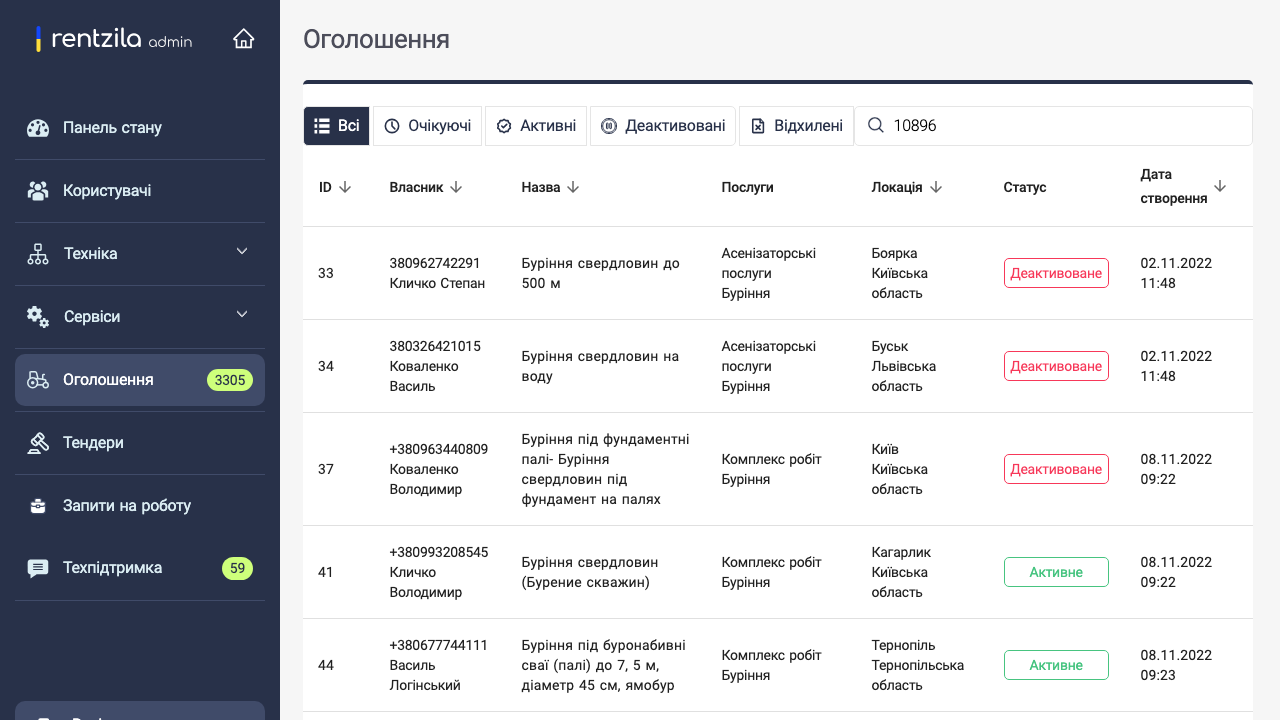 rentzila admin
Панель стану
Користувачі
Техніка
Сервіси
Оголошення 3305
Тендери
Запити на роботу
Техпідтримка 59
Оголошення
Всі Очікуючі Активні Деактивовані Відхилені 10896
ID Власник Назва Послуги Локація Статус Дата створення
33
380962742291
Кличко Степан
Буріння свердловин до
500 м
Асенізаторські
послуги
Буріння
Боярка
Київська
область
Деактивоване
02.11.2022
11:48
34
380326421015
Коваленко
Василь
Буріння свердловин на
воду
Асенізаторські
послуги
Буріння
Буськ
Львівська
область
Деактивоване
02.11.2022
11:48
37
+380963440809
Коваленко
Володимир
Буріння під фундаментні
палі- Буріння
свердловин під
фундамент на палях
Комплекс робіт
Буріння
Київ
Київська
область
Деактивоване
08.11.2022
09:22
41
+380993208545
Кличко
Володимир
Буріння свердловин
(Бурение скважин)
Комплекс робіт
Буріння
Кагарлик
Київська
область
Активне
08.11.2022
09:22
44
+380677744111
Василь
Логінський
Буріння під буронабивні
сваї (палі) до 7, 5 м,
діаметр 45 см, ямобур
Комплекс робіт
Буріння
Тернопіль
Тернопільська
область
Активне
08.11.2022
09:23